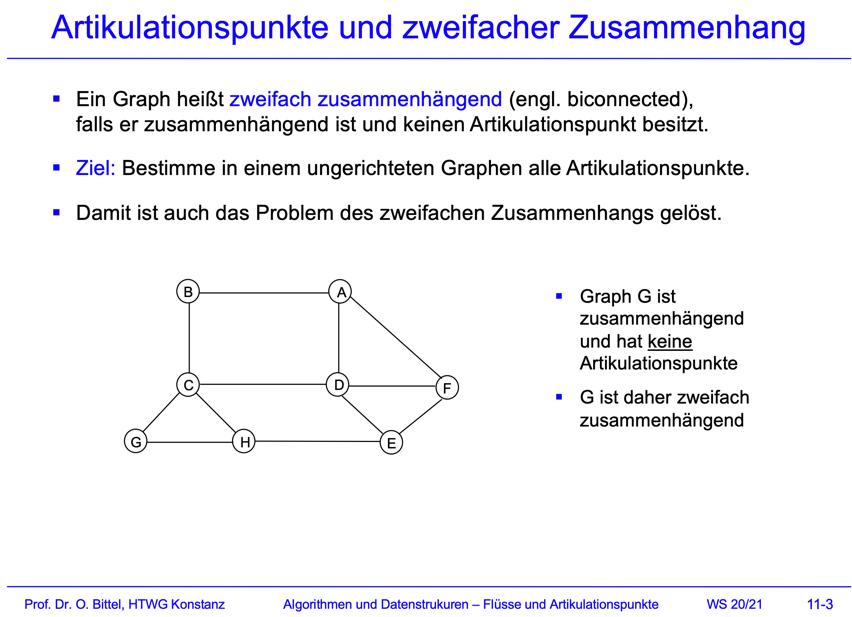 Artikulationspunkte und zweifacher Zusammenhang
▪ Ein Graph heißt zweifach zusammenhängend (engl. biconnected),
falls er zusammenhängend ist und keinen Artikulationspunkt besitzt.
▪ Ziel: Bestimme in einem ungerichteten Graphen alle Artikulationspunkte.
▪ Damit ist auch das Problem des zweifachen Zusammenhangs gelöst.
B A
C D F
G H E
▪ Graph G ist
zusammenhängend
und hat keine
Artikulationspunkte
▪ G ist daher zweifach
zusammenhängend
Prof. Dr. O. Bittel, HTWG Konstanz Algorithmen und Datenstrukuren – Flüsse und Artikulationspunkte WS 20/21 11-3